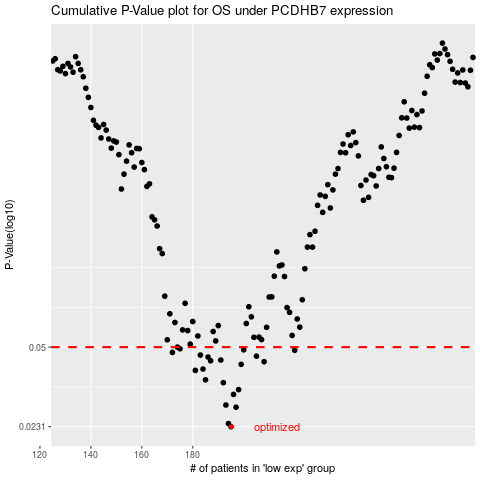 Cumulative P-Value plot for OS under PCDHB7 expression
P-Value(log10)
0.05
0.0231
optimized
120 140 160 180
# of patients in 'low exp' group